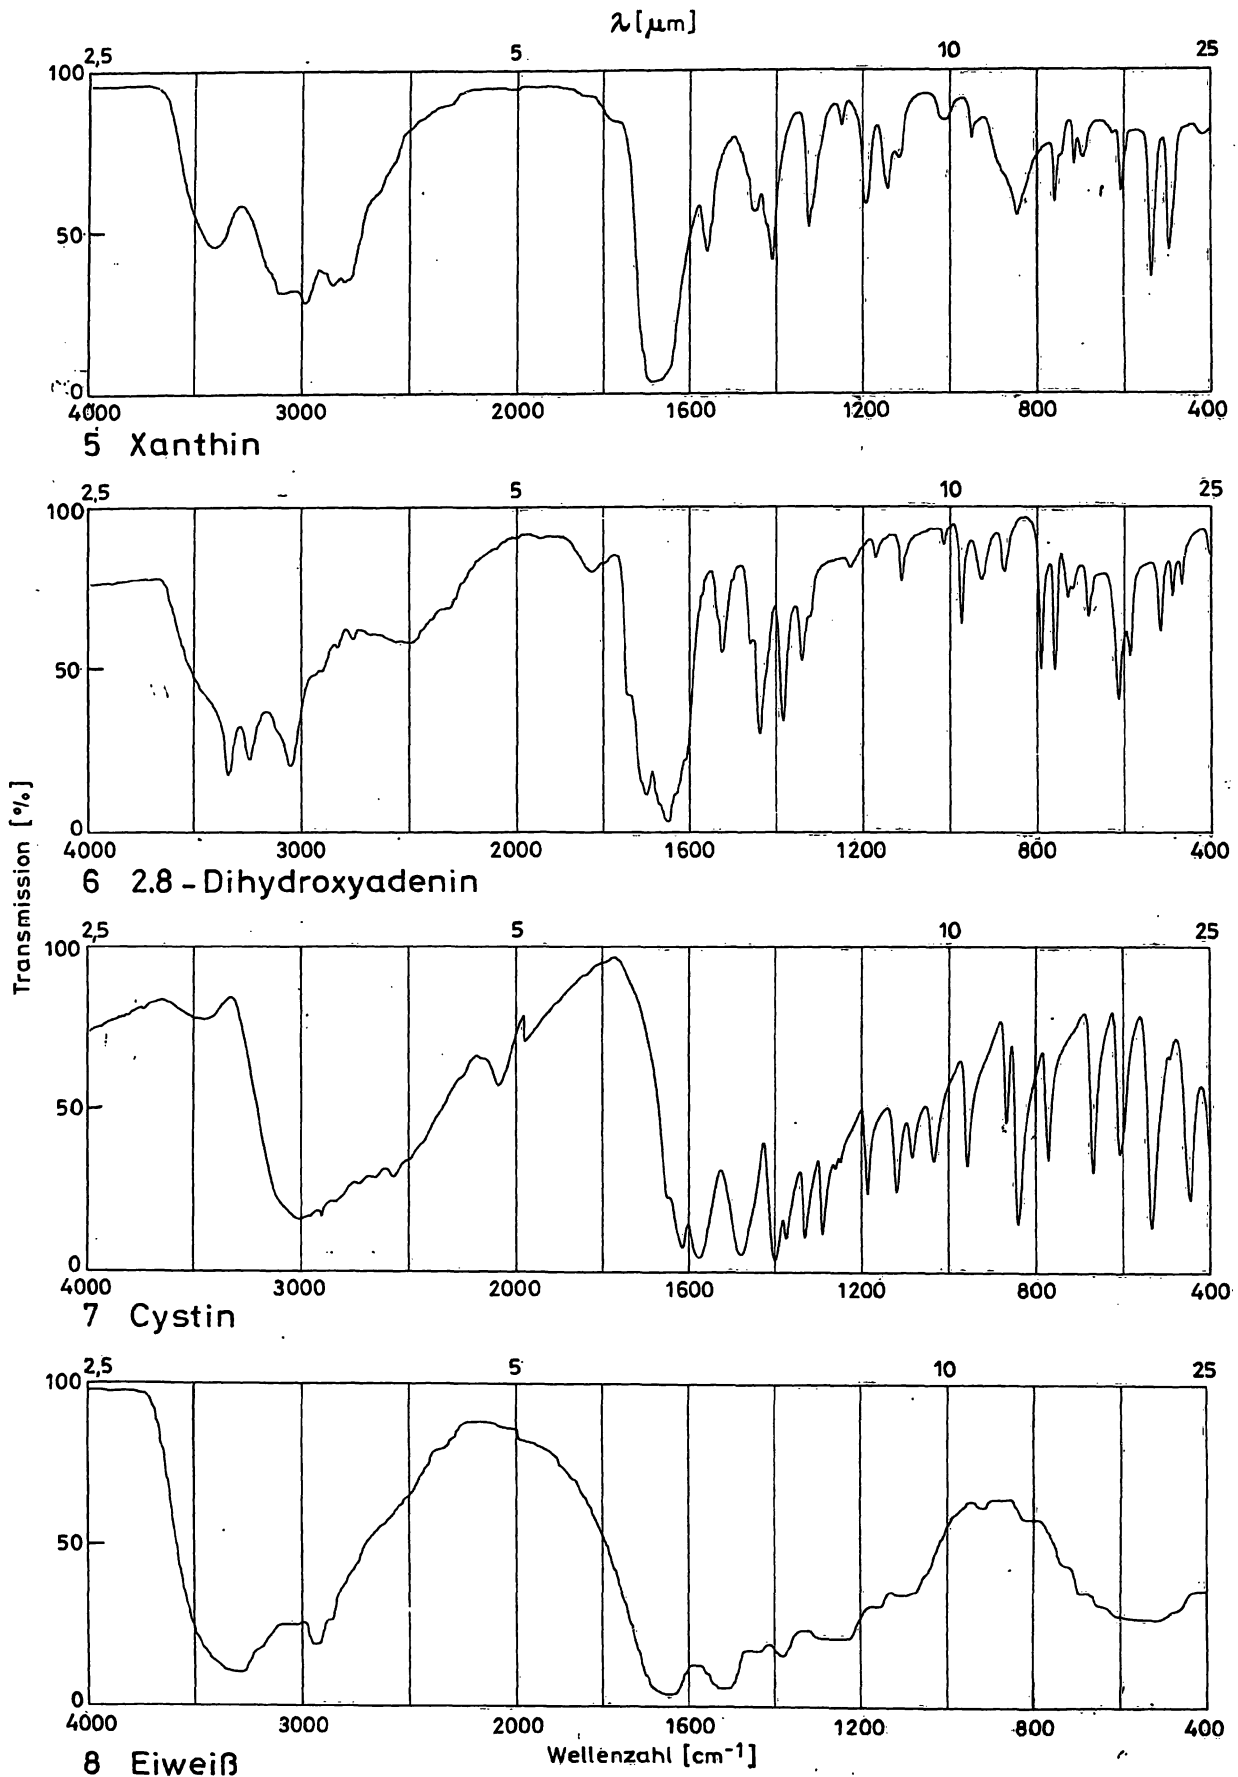 λ [μm]
2,5 5 10 25
100
50
0
4000 3000 2000 1600 1200 800 400
5 Xanthin
2,5 5 10 25
100
50
0
4000 3000 2000 1600 1200 800 400
6 2.8 - Dihydroxyadenin
Transmission [%]
2,5 5 10 25
100
50
0
4000 3000 2000 1600 1200 800 400
7 Cystin
2,5 5 10 25
100
50
0
4000 3000 2000 1600 1200 800 400
Wellenzahl [cm⁻¹]
8 Eiweiß